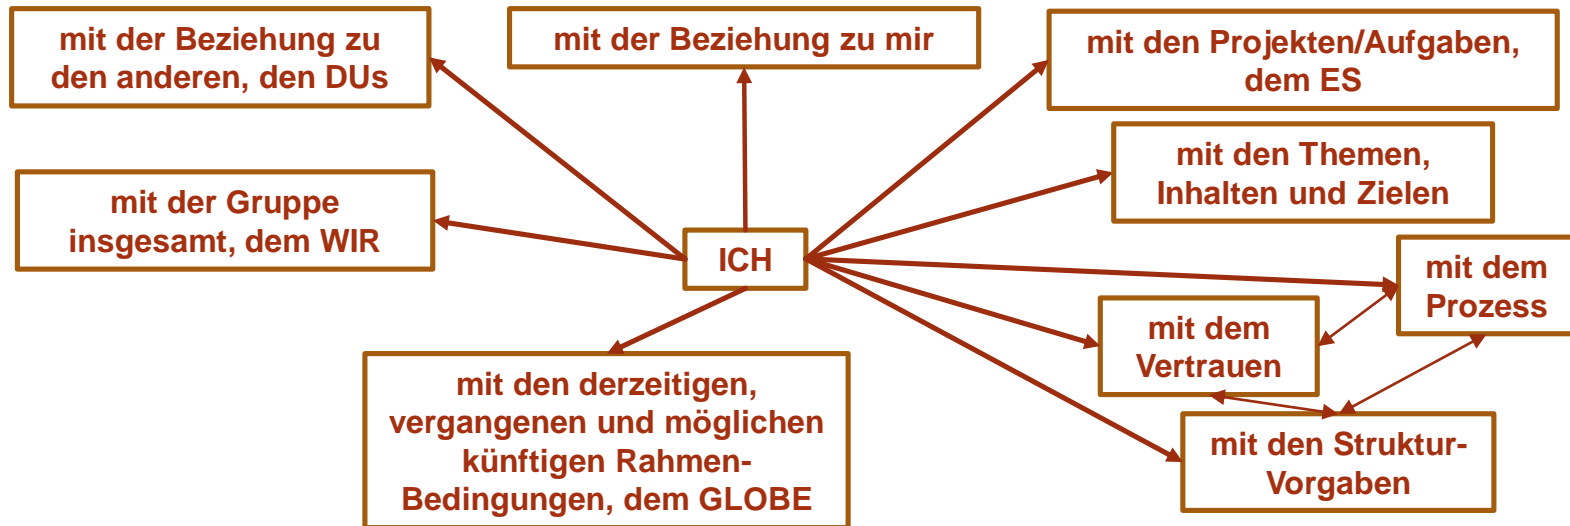 mit der Beziehung zu
den anderen, den DUs
mit der Beziehung zu mir
mit den Projekten/Aufgaben,
dem ES
mit den Themen,
Inhalten und Zielen
mit der Gruppe
insgesamt, dem WIR
ICH
mit dem
Prozess
mit dem
Vertrauen
mit den derzeitigen,
vergangenen und möglichen
künftigen Rahmen-
Bedingungen, dem GLOBE
mit den Struktur-
Vorgaben